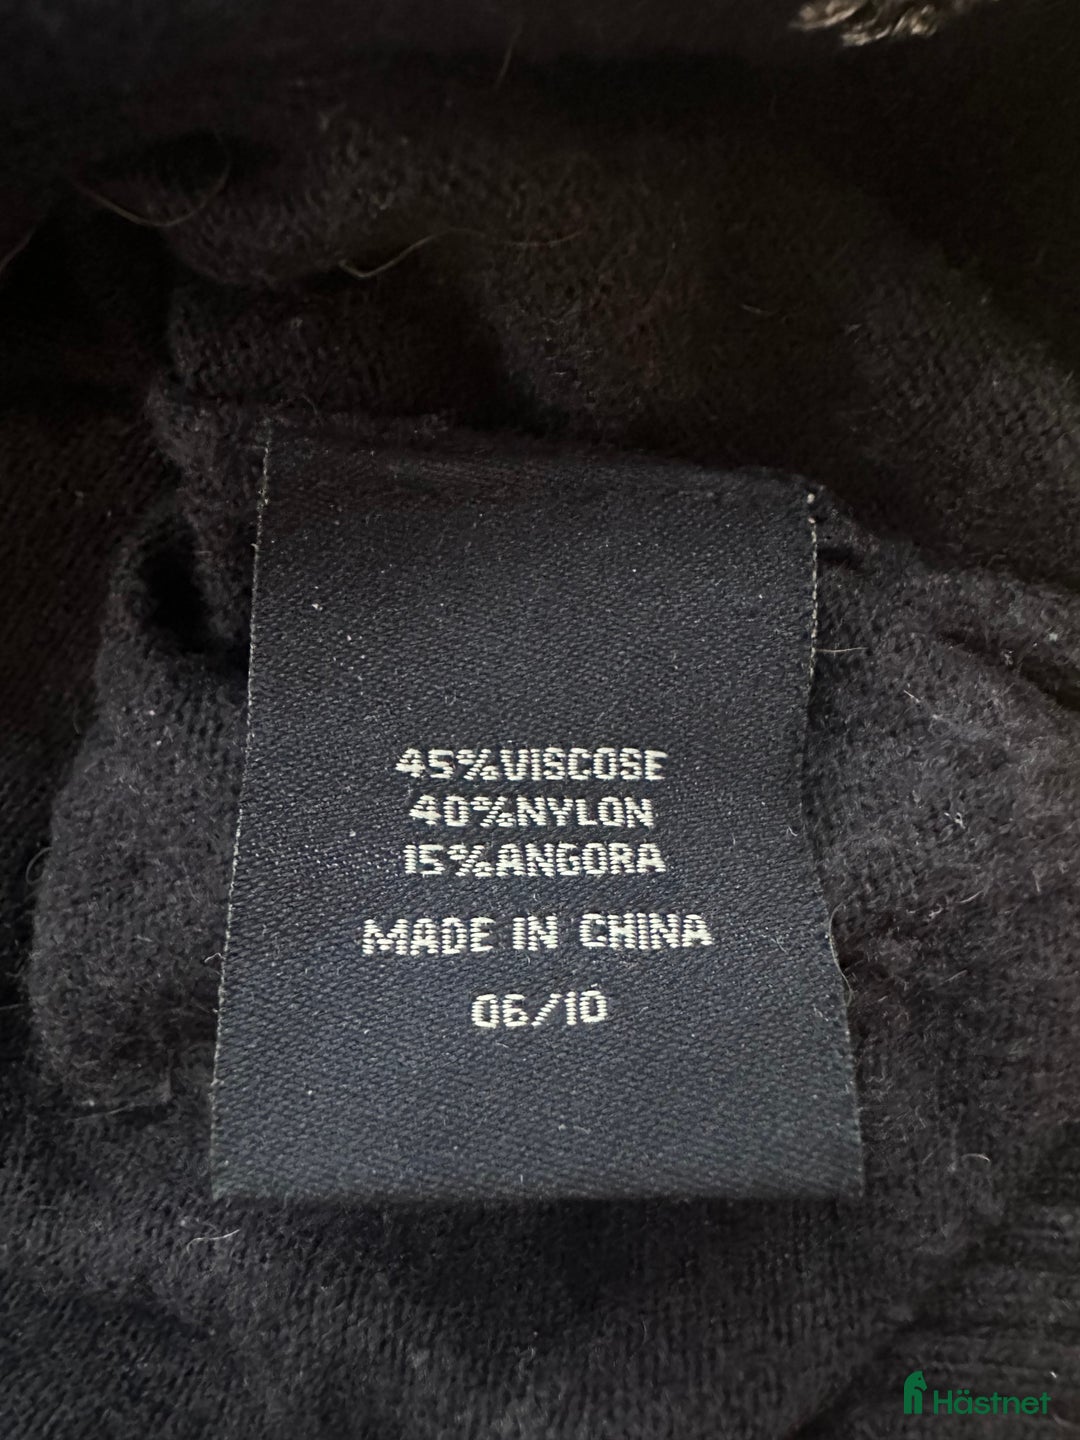 45%VISCOSE
40%NYLON
15%ANGORA
MADE IN CHINA
06/10
Hästnet